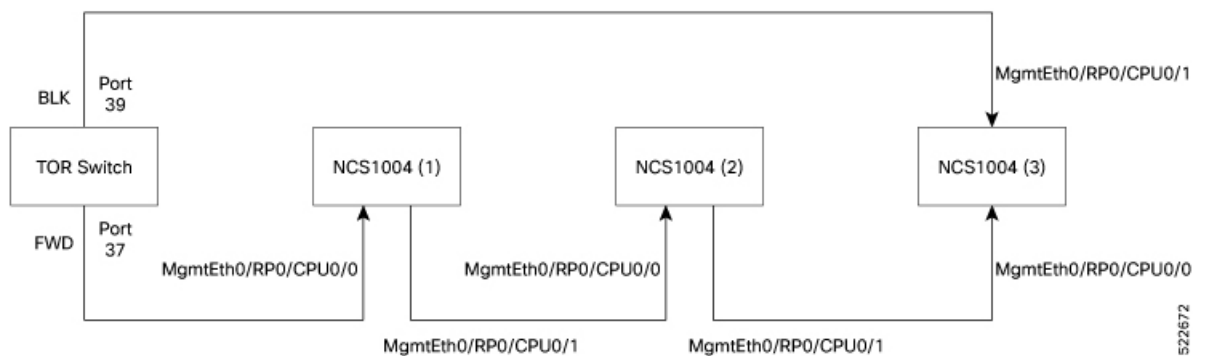 MgmtEth0/RP0/CPU0/1
BLK
Port
39
TOR Switch
NCS1004 (1)
NCS1004 (2)
NCS1004 (3)
FWD
Port
37
MgmtEth0/RP0/CPU0/0
MgmtEth0/RP0/CPU0/0
MgmtEth0/RP0/CPU0/0
MgmtEth0/RP0/CPU0/1
MgmtEth0/RP0/CPU0/1
522672